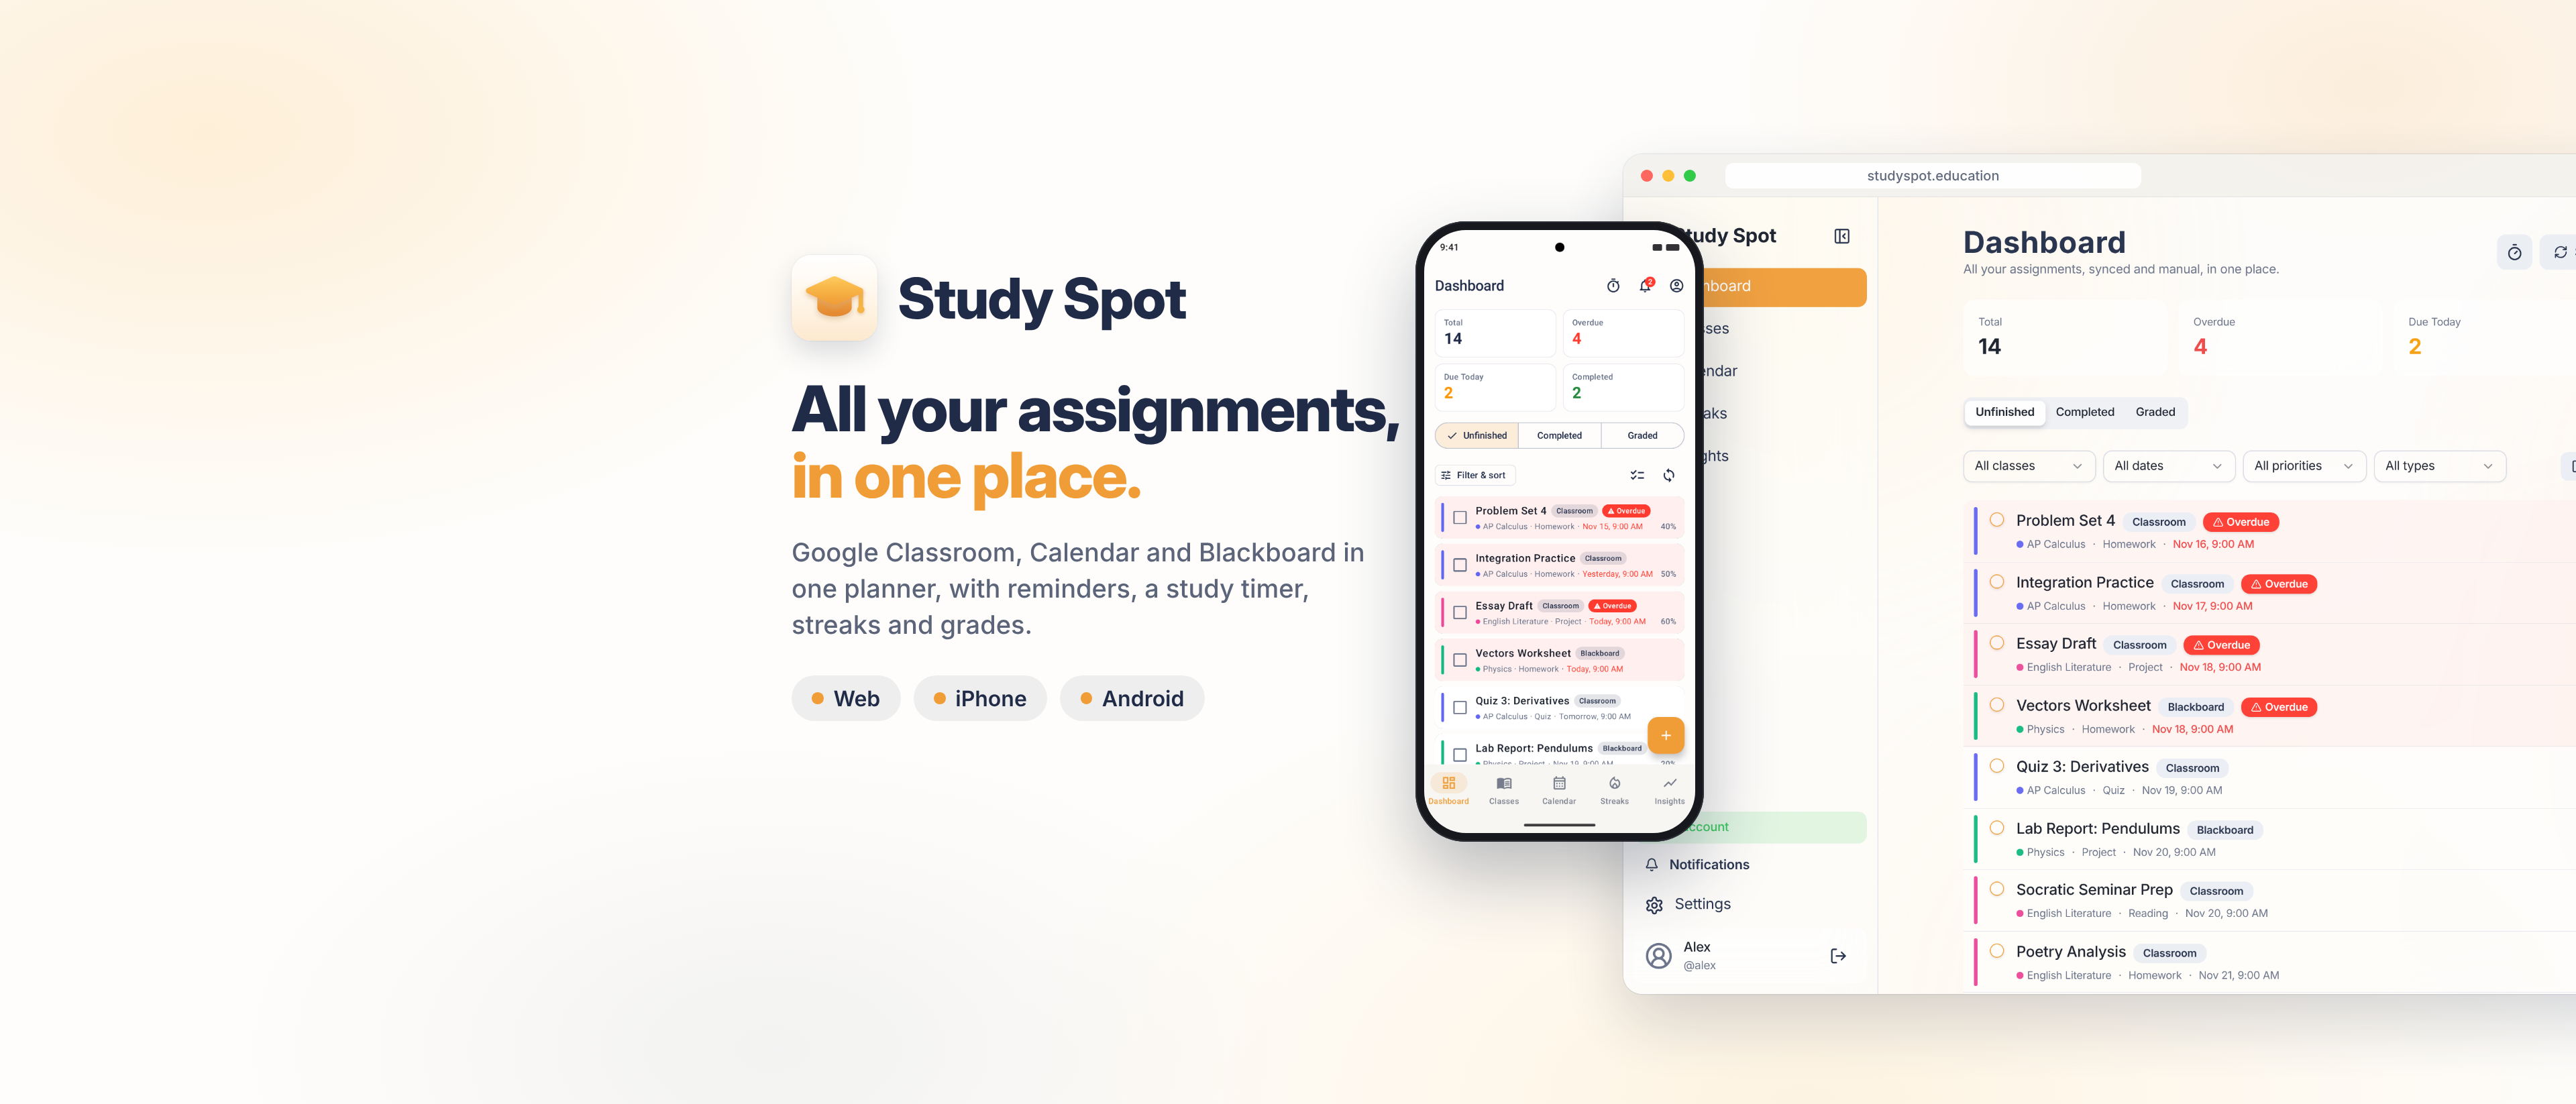 Study Spot
All your assignments,
in one place.
Google Classroom, Calendar and Blackboard in
one planner, with reminders, a study timer,
streaks and grades.
Web
iPhone
Android
9:41
Dashboard
2
Total
14
Overdue
4
Due Today
2
Completed
2
Unfinished
Completed
Graded
Filter & sort
Problem Set 4 Classroom Overdue
AP Calculus · Homework · Nov 15, 9:00 AM 40%
Integration Practice Classroom
AP Calculus · Homework · Yesterday, 9:00 AM 50%
Essay Draft Classroom Overdue
English Literature · Project · Today, 9:00 AM 60%
Vectors Worksheet Blackboard
Physics · Homework · Today, 9:00 AM
Quiz 3: Derivatives Classroom
AP Calculus · Quiz · Tomorrow, 9:00 AM
Lab Report: Pendulums Blackboard
Physics · Project · Nov 19, 9:00 AM 20%
Dashboard
Classes
Calendar
Streaks
Insights
studyspot.education
tudy Spot
board
ses
endar
aks
ghts
ccount
Notifications
Settings
Alex
@alex
Dashboard
All your assignments, synced and manual, in one place.
Total
14
Overdue
4
Due Today
2
Unfinished
Completed
Graded
All classes
All dates
All priorities
All types
Problem Set 4 Classroom Overdue
AP Calculus · Homework · Nov 16, 9:00 AM
Integration Practice Classroom Overdue
AP Calculus · Homework · Nov 17, 9:00 AM
Essay Draft Classroom Overdue
English Literature · Project · Nov 18, 9:00 AM
Vectors Worksheet Blackboard Overdue
Physics · Homework · Nov 18, 9:00 AM
Quiz 3: Derivatives Classroom
AP Calculus · Quiz · Nov 19, 9:00 AM
Lab Report: Pendulums Blackboard
Physics · Project · Nov 20, 9:00 AM
Socratic Seminar Prep Classroom
English Literature · Reading · Nov 20, 9:00 AM
Poetry Analysis Classroom
English Literature · Homework · Nov 21, 9:00 AM